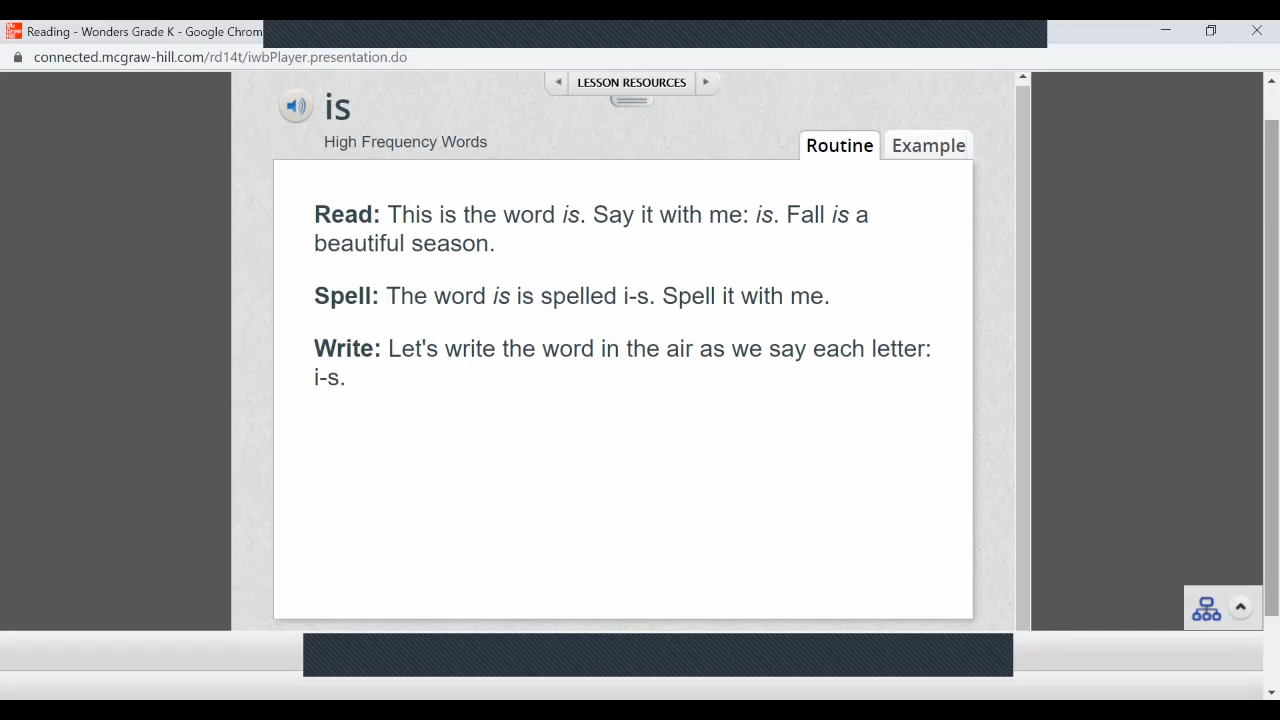 Mc
Graw
Hill
Reading - Wonders Grade K - Google Chrom
connected.mcgraw-hill.com/rd14t/iwbPlayer.presentation.do
LESSON RESOURCES
is
High Frequency Words
Routine
Example
Read: This is the word is. Say it with me: is. Fall is a
beautiful season.
Spell: The word is is spelled i-s. Spell it with me.
Write: Let's write the word in the air as we say each letter:
i-s.